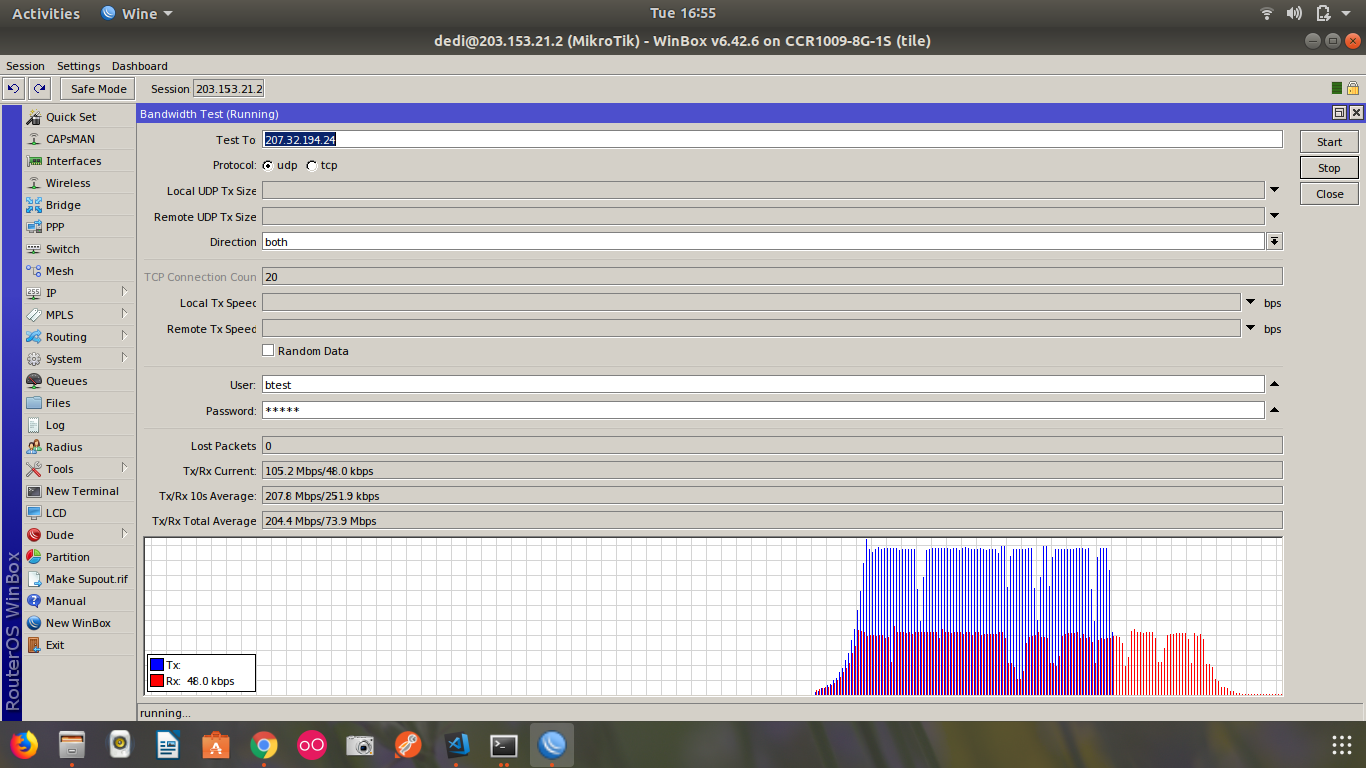 Activities Wine Tue 16:55
dedi@203.153.21.2 (MikroTik) - WinBox v6.42.6 on CCR1009-8G-1S (tile)
Session Settings Dashboard
Safe Mode Session 203.153.21.2
RouterOS WinBox
Quick Set
CAPsMAN
Interfaces
Wireless
Bridge
PPP
Switch
Mesh
255 IP
MPLS
Routing
System
Queues
Files
Log
Radius
Tools
New Terminal
LCD
Dude
Partition
Make Supout.rif
Manual
New WinBox
Exit
Bandwidth Test (Running)
Test To 207.32.194.24
Protocol: udp tcp
Local UDP Tx Size
Remote UDP Tx Size
Direction both
TCP Connection Coun 20
Local Tx Speed bps
Remote Tx Speed bps
Random Data
User: btest
Password: *****
Lost Packets 0
Tx/Rx Current: 105.2 Mbps/48.0 kbps
Tx/Rx 10s Average: 207.8 Mbps/251.9 kbps
Tx/Rx Total Average 204.4 Mbps/73.9 Mbps
Tx:
Rx: 48.0 kbps
running...
Start
Stop
Close